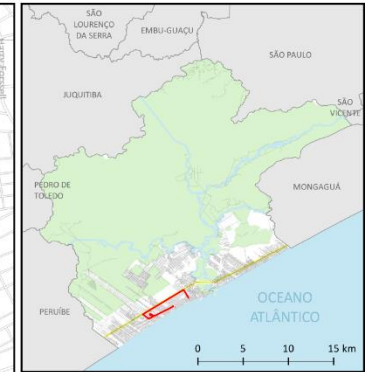 SÃO
LOURENÇO
DA SERRA
EMBU-GUAÇU
SÃO PAULO
JUQUITIBA
SÃO
VICENTE
PEDRO DE
TOLEDO
MONGAGUÁ
PERUÍBE
OCEANO
ATLÂNTICO
0 5 10 15 km